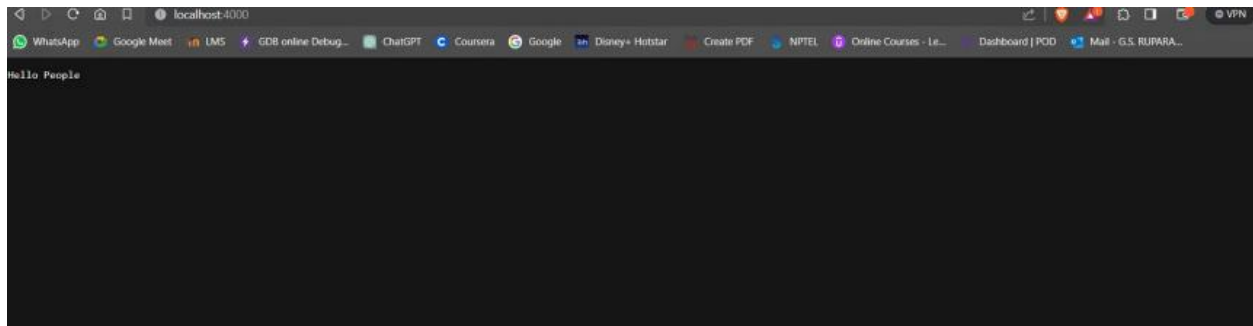 localhost:4000 VPN
WhatsApp Google Meet LMS GDB online Debug... ChatGPT Coursera Google Disney+ Hotstar Create PDF NPTEL Online Courses - Le... Dashboard | POD Mail - G.S. RUPARA...
Hello People